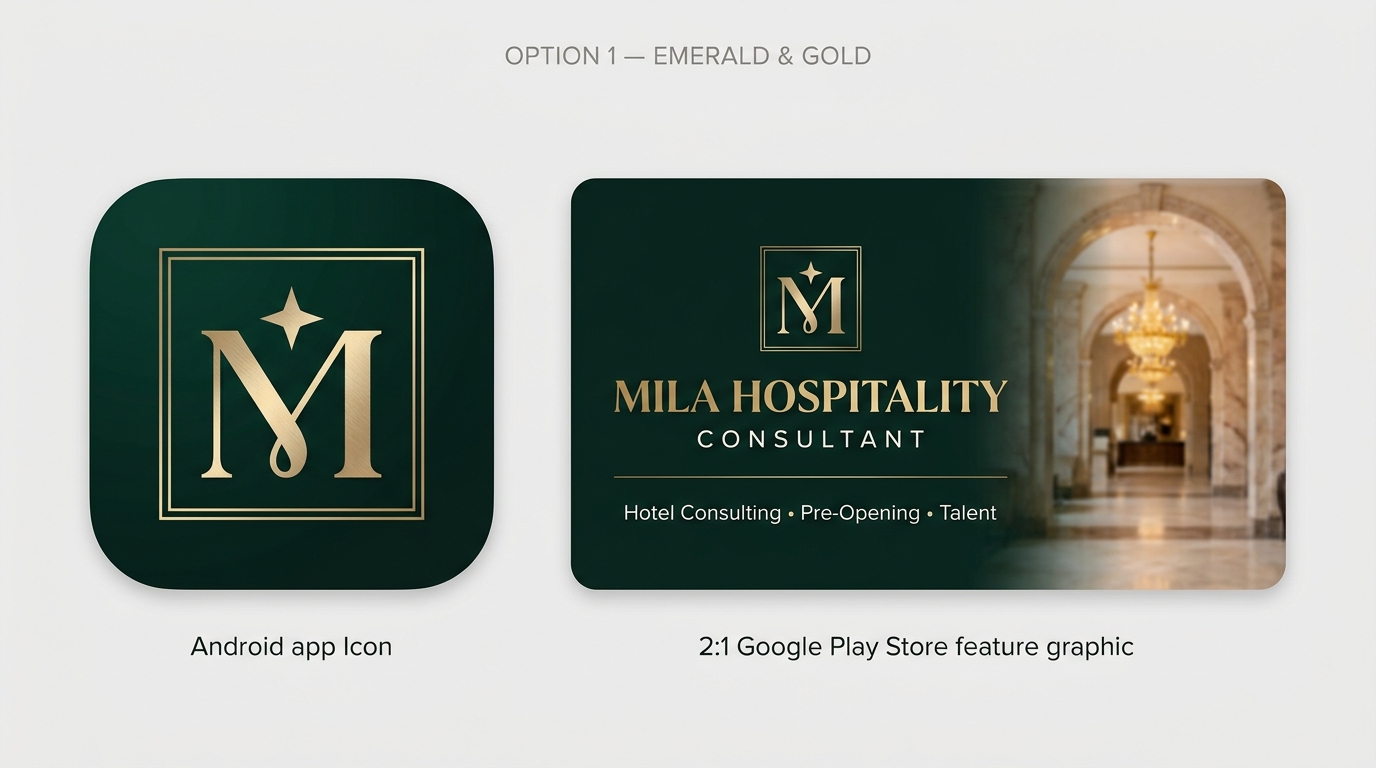 OPTION 1 — EMERALD & GOLD
M
M
MILA HOSPITALITY
CONSULTANT
Hotel Consulting • Pre-Opening • Talent
Android app Icon
2:1 Google Play Store feature graphic